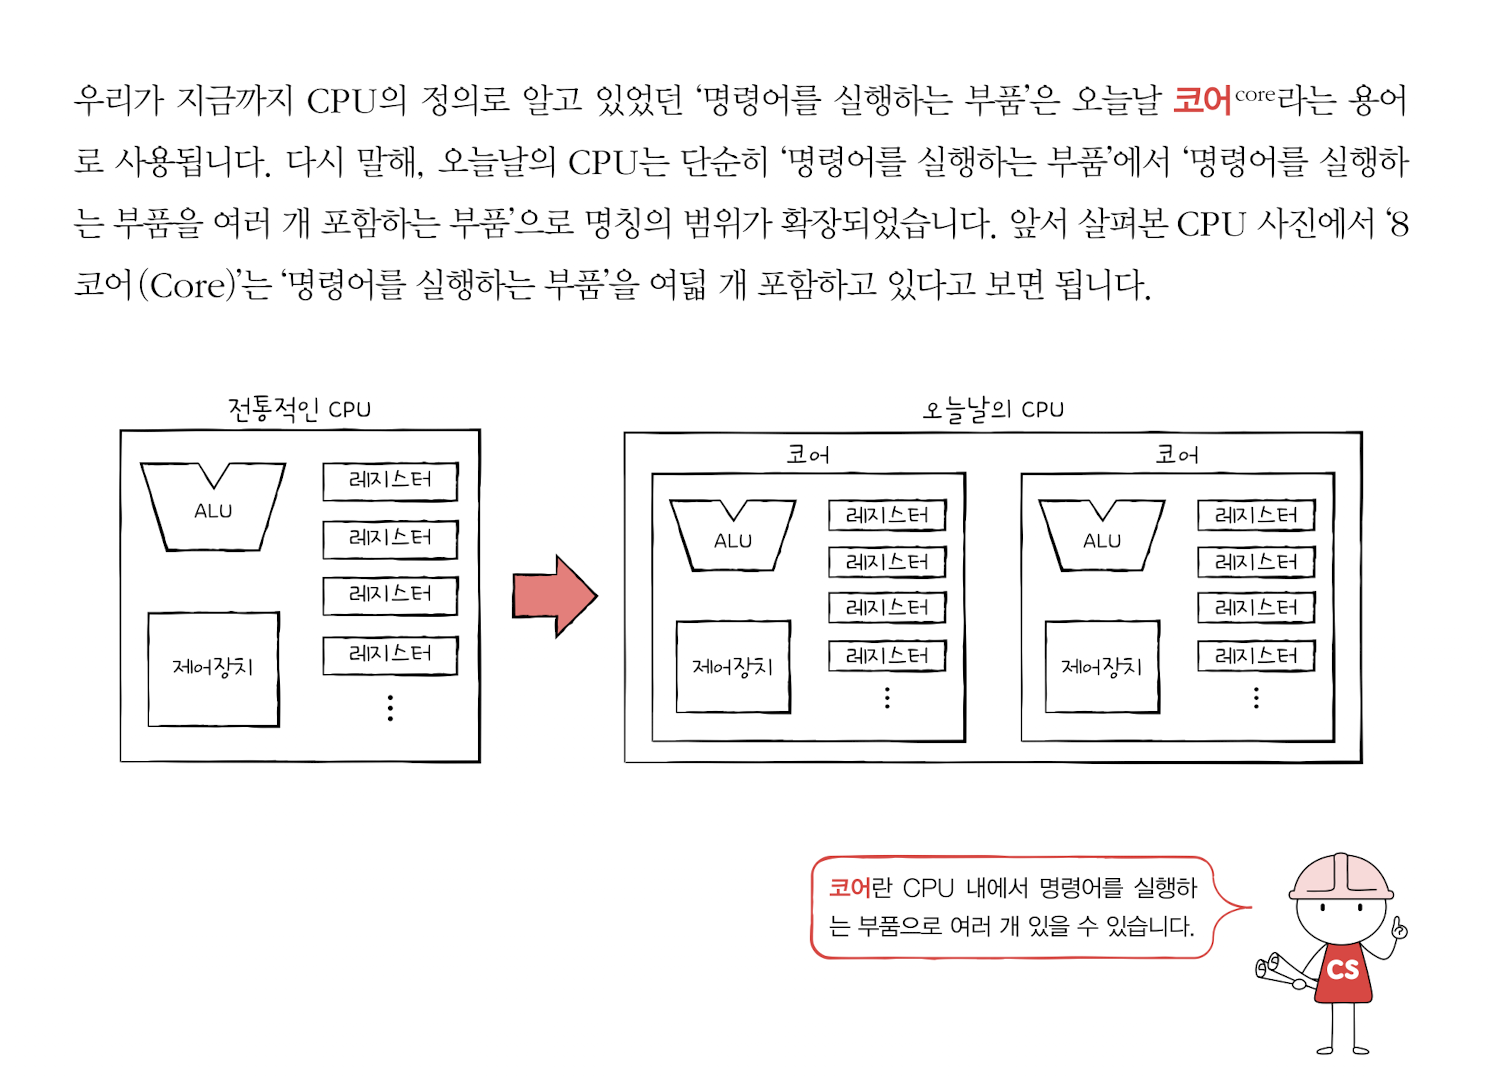 우리가 지금까지 CPU의 정의로 알고 있었던 ‘명령어를 실행하는 부품’은 오늘날 코어core라는 용어
로 사용됩니다. 다시 말해, 오늘날의 CPU는 단순히 ‘명령어를 실행하는 부품’에서 ‘명령어를 실행하
는 부품을 여러 개 포함하는 부품’으로 명칭의 범위가 확장되었습니다. 앞서 살펴본 CPU 사진에서 ‘8
코어(Core)’는 ‘명령어를 실행하는 부품’을 여덟 개 포함하고 있다고 보면 됩니다.
전통적인 CPU
ALU
레지스터
레지스터
레지스터
레지스터
제어장치
오늘날의 CPU
코어
ALU
레지스터
레지스터
레지스터
레지스터
제어장치
코어
ALU
레지스터
레지스터
레지스터
레지스터
제어장치
코어란 CPU 내에서 명령어를 실행하
는 부품으로 여러 개 있을 수 있습니다.
CS